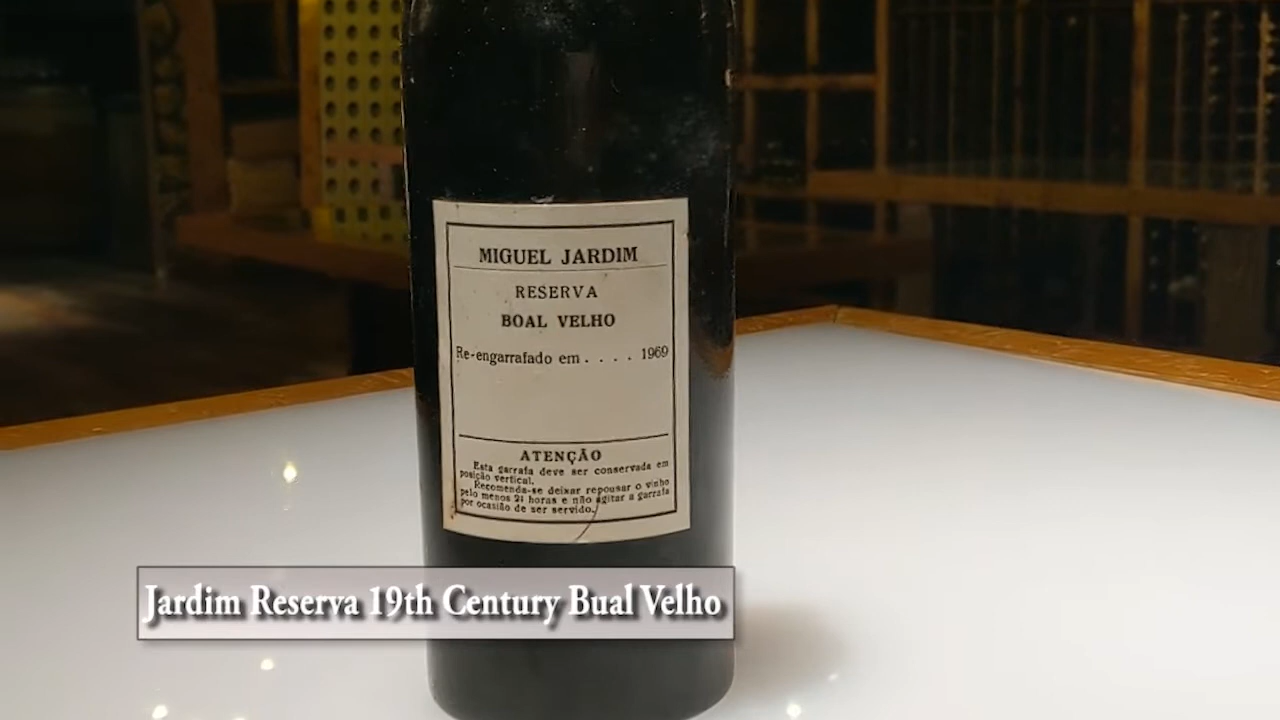 MIGUEL JARDIM
RESERVA
BOAL VELHO
Re-engarrafado em . . . . 1969
ATENÇÃO
Esta garrafa deve ser conservada em
posição vertical.
Recomenda-se deixar repousar o vinho
pelo menos 24 horas e não agitar a garrafa
por ocasião de ser servido.
Jardim Reserva 19th Century Bual Velho